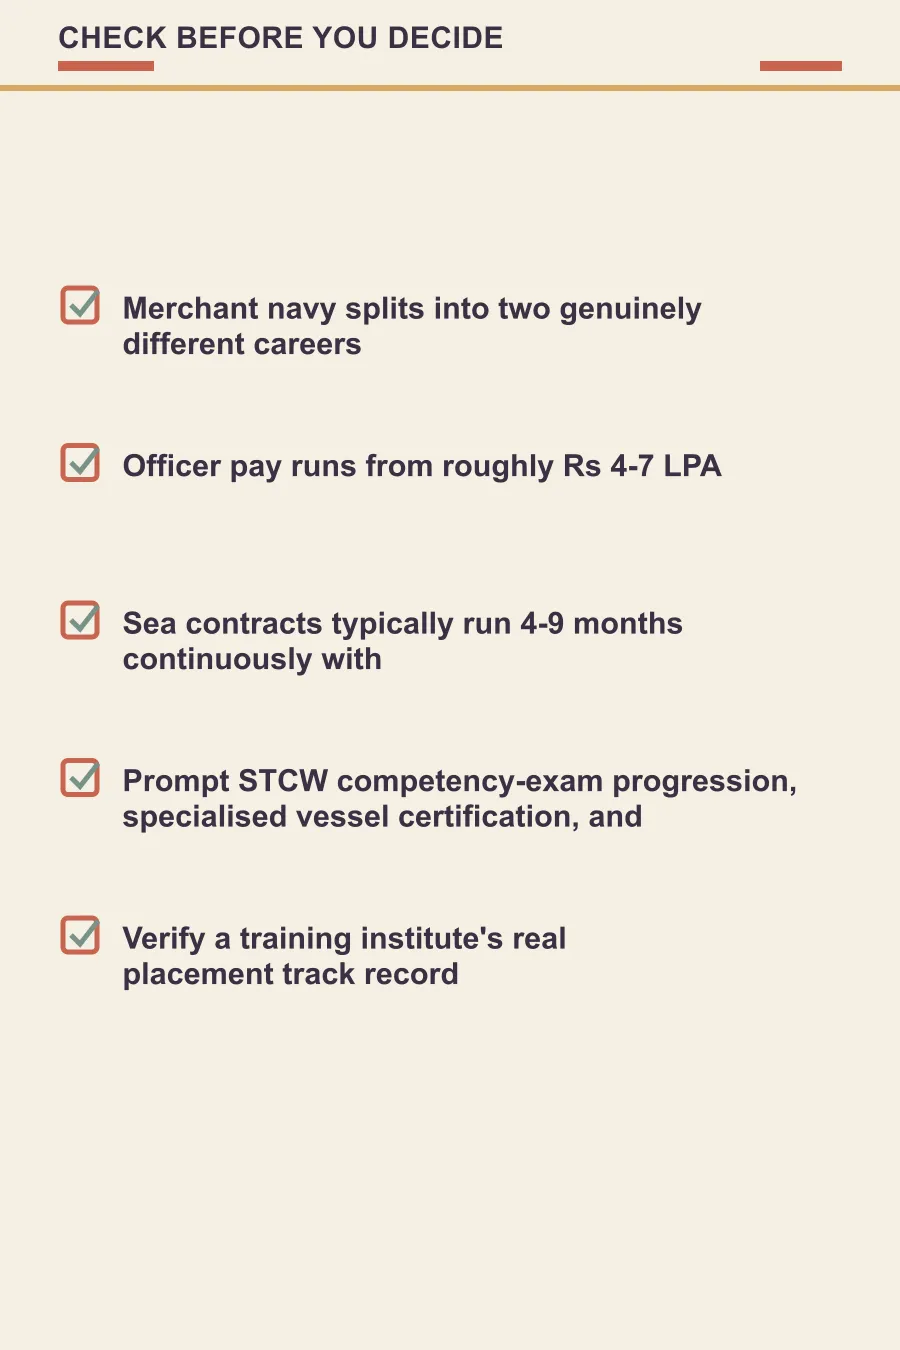 CHECK BEFORE YOU DECIDE
Merchant navy splits into two genuinely
different careers
Officer pay runs from roughly Rs 4-7 LPA
Sea contracts typically run 4-9 months
continuously with
Prompt STCW competency-exam progression,
specialised vessel certification, and
Verify a training institute's real
placement track record